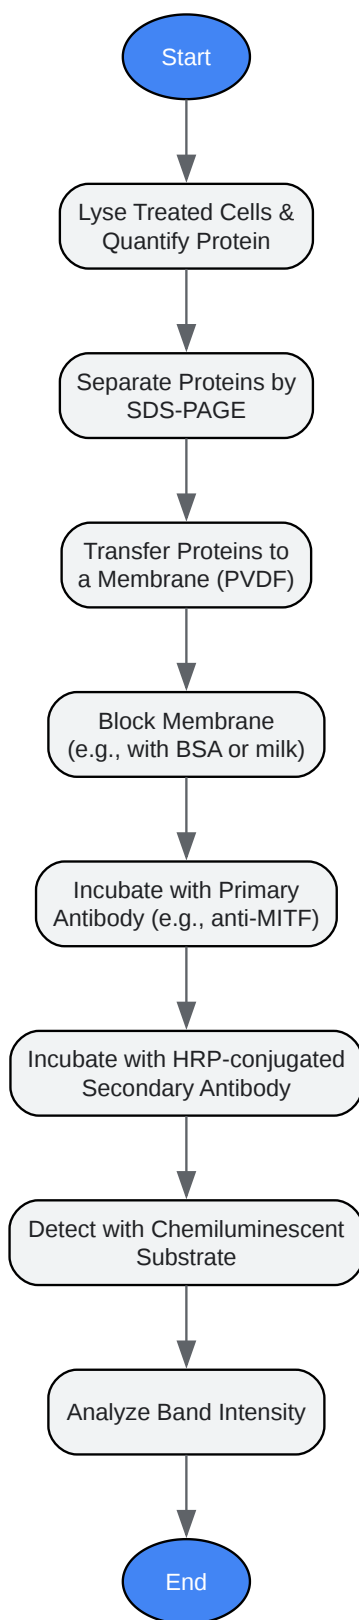 Start
Lyse Treated Cells &
Quantify Protein
Separate Proteins by
SDS-PAGE
Transfer Proteins to
a Membrane (PVDF)
Block Membrane
(e.g., with BSA or milk)
Incubate with Primary
Antibody (e.g., anti-MITF)
Incubate with HRP-conjugated
Secondary Antibody
Detect with Chemiluminescent
Substrate
Analyze Band Intensity
End